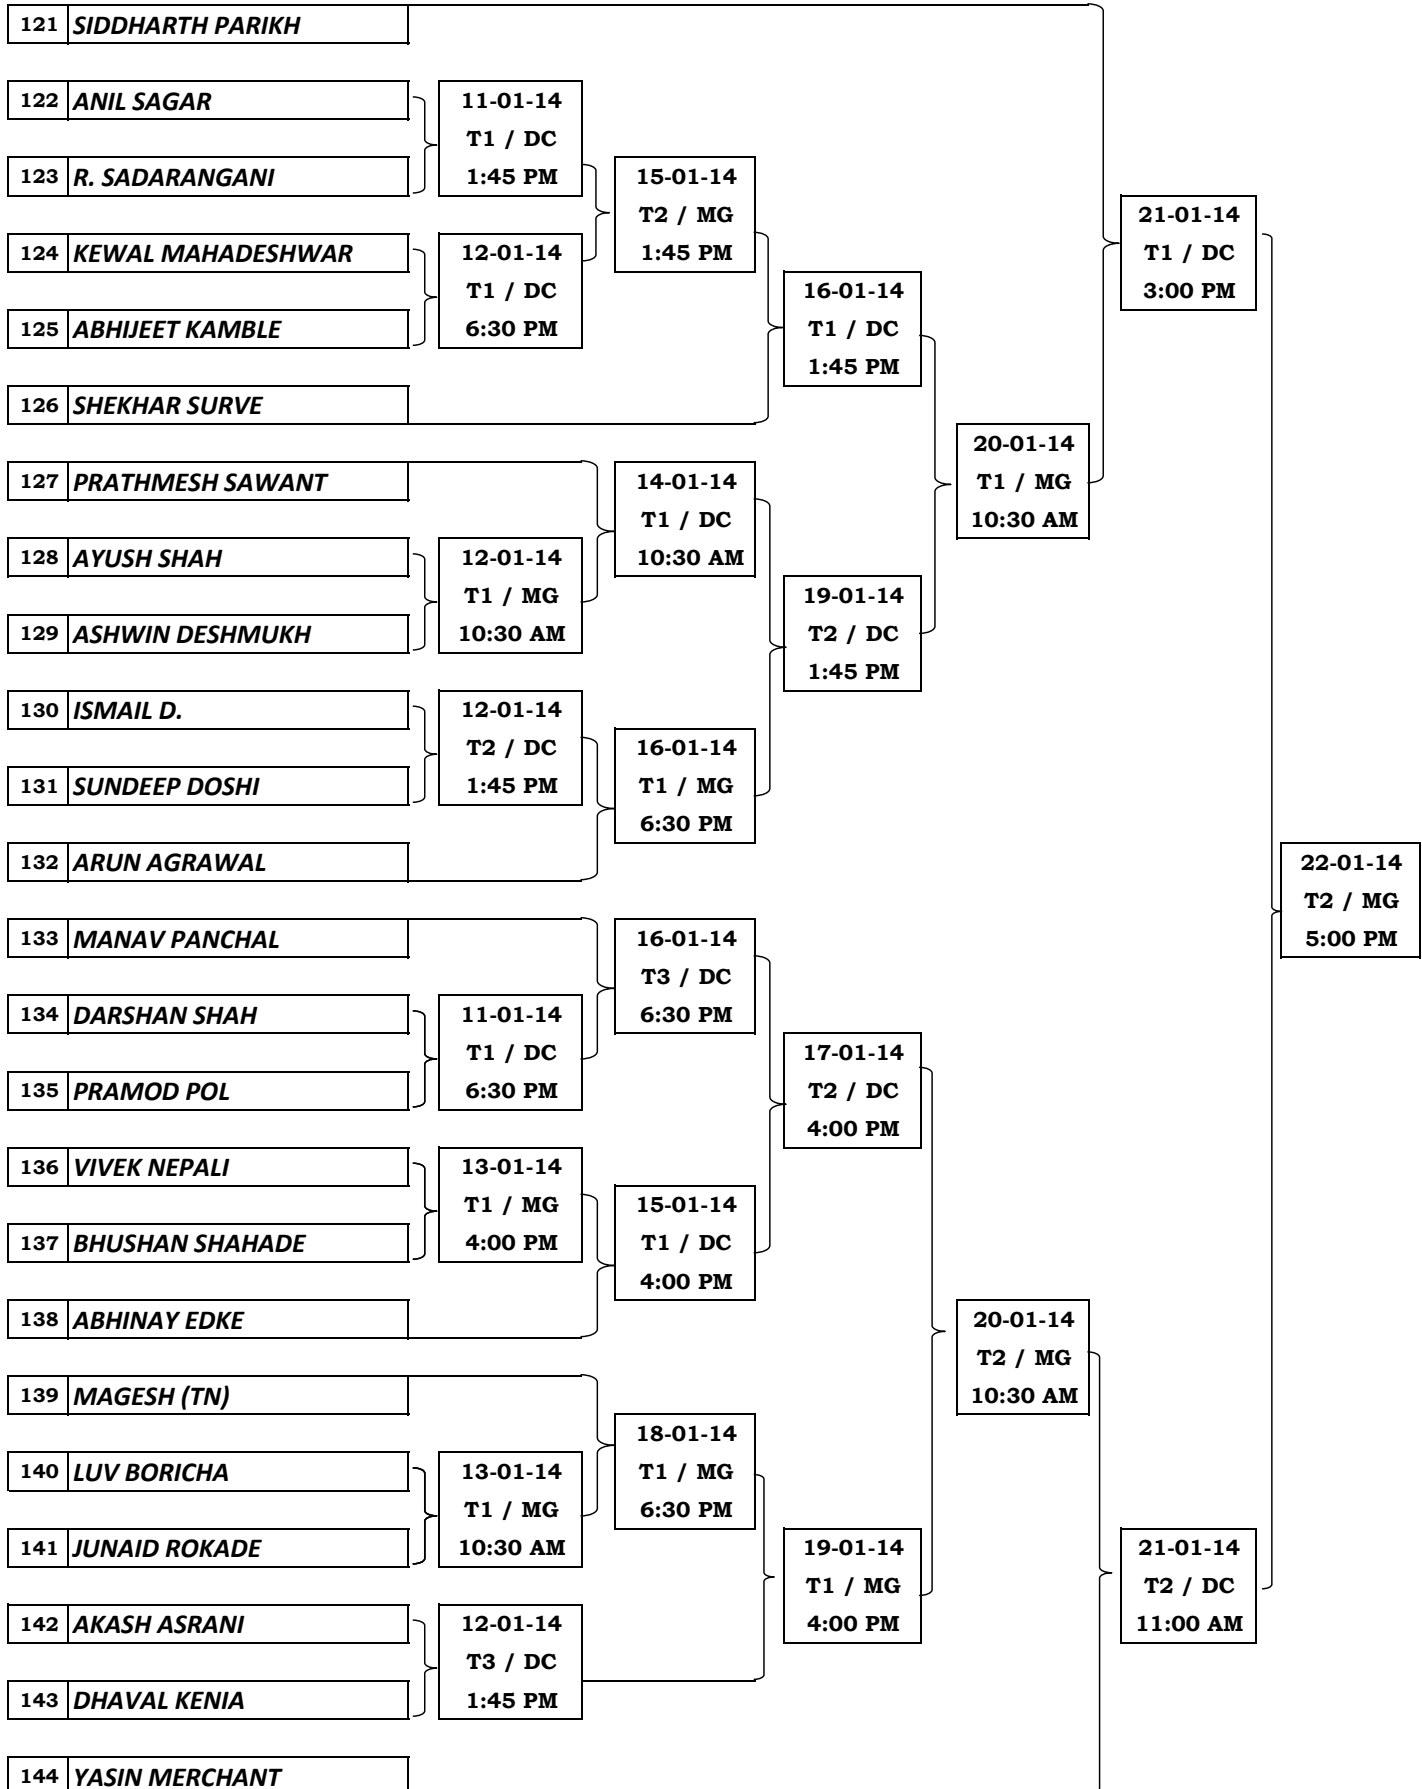 121 SIDDHARTH PARIKH
122 ANIL SAGAR
11-01-14
T1 / DC
1:45 PM
123 R. SADARANGANI
15-01-14
T2 / MG
1:45 PM
21-01-14
T1 / DC
3:00 PM
124 KEWAL MAHADESHWAR
12-01-14
T1 / DC
6:30 PM
125 ABHIJEET KAMBLE
16-01-14
T1 / DC
1:45 PM
126 SHEKHAR SURVE
20-01-14
T1 / MG
10:30 AM
127 PRATHMESH SAWANT
14-01-14
T1 / DC
10:30 AM
128 AYUSH SHAH
12-01-14
T1 / MG
10:30 AM
129 ASHWIN DESHMUKH
19-01-14
T2 / DC
1:45 PM
130 ISMAIL D.
12-01-14
T2 / DC
1:45 PM
131 SUNDEEP DOSHI
16-01-14
T1 / MG
6:30 PM
132 ARUN AGRAWAL
22-01-14
T2 / MG
5:00 PM
133 MANAV PANCHAL
16-01-14
T3 / DC
6:30 PM
134 DARSHAN SHAH
11-01-14
T1 / DC
6:30 PM
135 PRAMOD POL
17-01-14
T2 / DC
4:00 PM
136 VIVEK NEPALI
13-01-14
T1 / MG
4:00 PM
137 BHUSHAN SHAHADE
15-01-14
T1 / DC
4:00 PM
138 ABHINAY EDKE
20-01-14
T2 / MG
10:30 AM
139 MAGESH (TN)
18-01-14
T1 / MG
6:30 PM
140 LUV BORICHA
13-01-14
T1 / MG
10:30 AM
141 JUNAID ROKADE
19-01-14
T1 / MG
4:00 PM
21-01-14
T2 / DC
11:00 AM
142 AKASH ASRANI
12-01-14
T3 / DC
1:45 PM
143 DHAVAL KENIA
144 YASIN MERCHANT